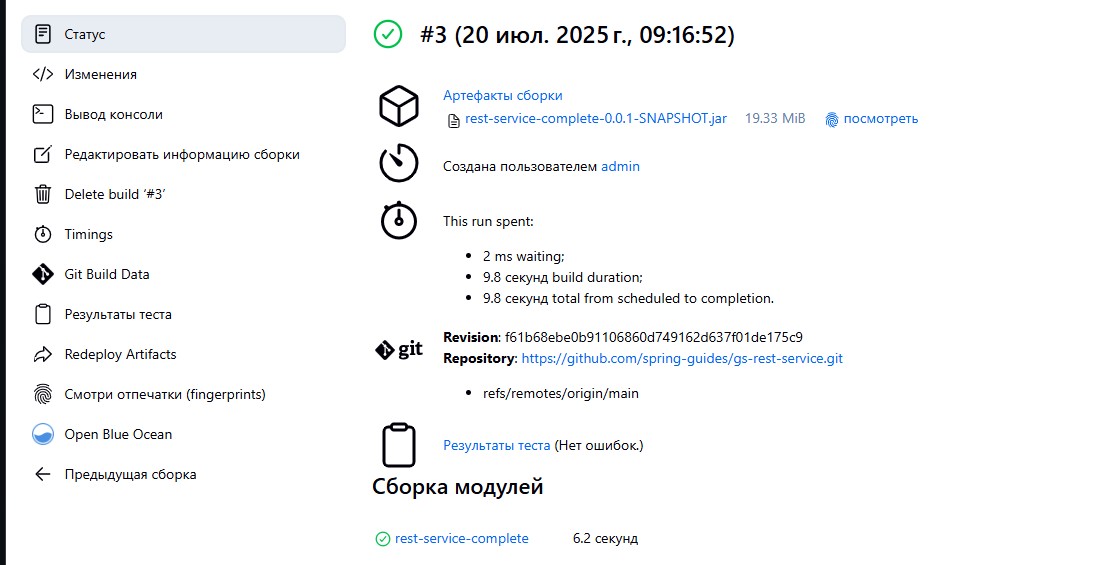 Статус
Изменения
Вывод консоли
Редактировать информацию сборки
Delete build ‘#3’
Timings
Git Build Data
Результаты теста
Redeploy Artifacts
Смотри отпечатки (fingerprints)
Open Blue Ocean
Предыдущая сборка
#3 (20 июл. 2025 г., 09:16:52)
Артефакты сборки
rest-service-complete-0.0.1-SNAPSHOT.jar 19.33 MiB посмотреть
Создана пользователем admin
This run spent:
• 2 ms waiting;
• 9.8 секунд build duration;
• 9.8 секунд total from scheduled to completion.
git
Revision: f61b68ebe0b91106860d749162d637f01de175c9
Repository: https://github.com/spring-guides/gs-rest-service.git
• refs/remotes/origin/main
Результаты теста (Нет ошибок.)
Сборка модулей
rest-service-complete 6.2 секунд